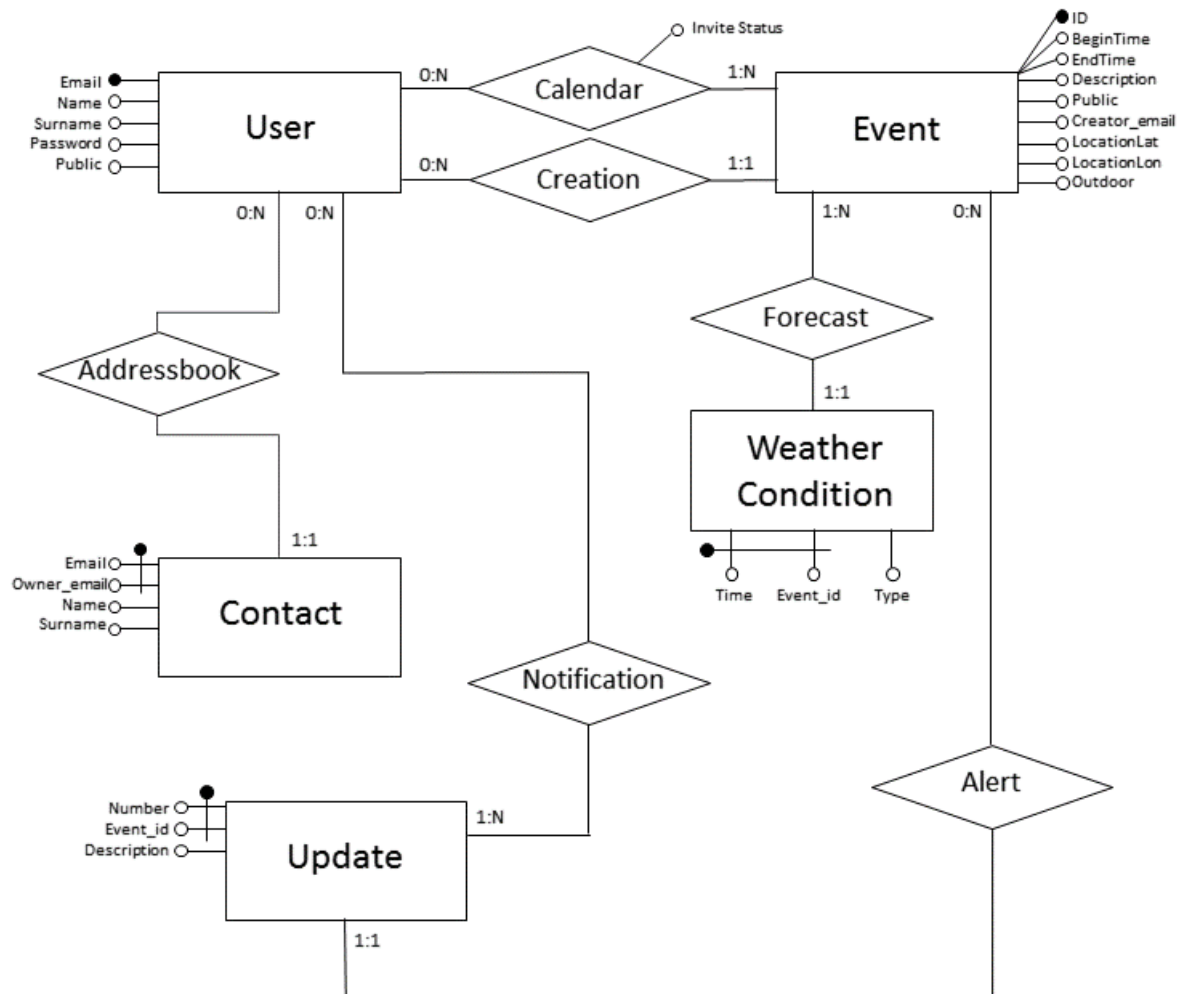 Invite Status
ID
BeginTime
EndTime
Description
Public
Creator_email
LocationLat
LocationLon
Outdoor
Email
Name
Surname
Password
Public
User
0:N
Calendar
1:N
Event
0:N
Creation
1:1
0:N
0:N
1:N
0:N
Forecast
Addressbook
1:1
Weather
Condition
1:1
Email
Owner_email
Name
Surname
Contact
Time
Event_id
Type
Notification
Alert
Number
Event_id
Description
1:N
Update
1:1